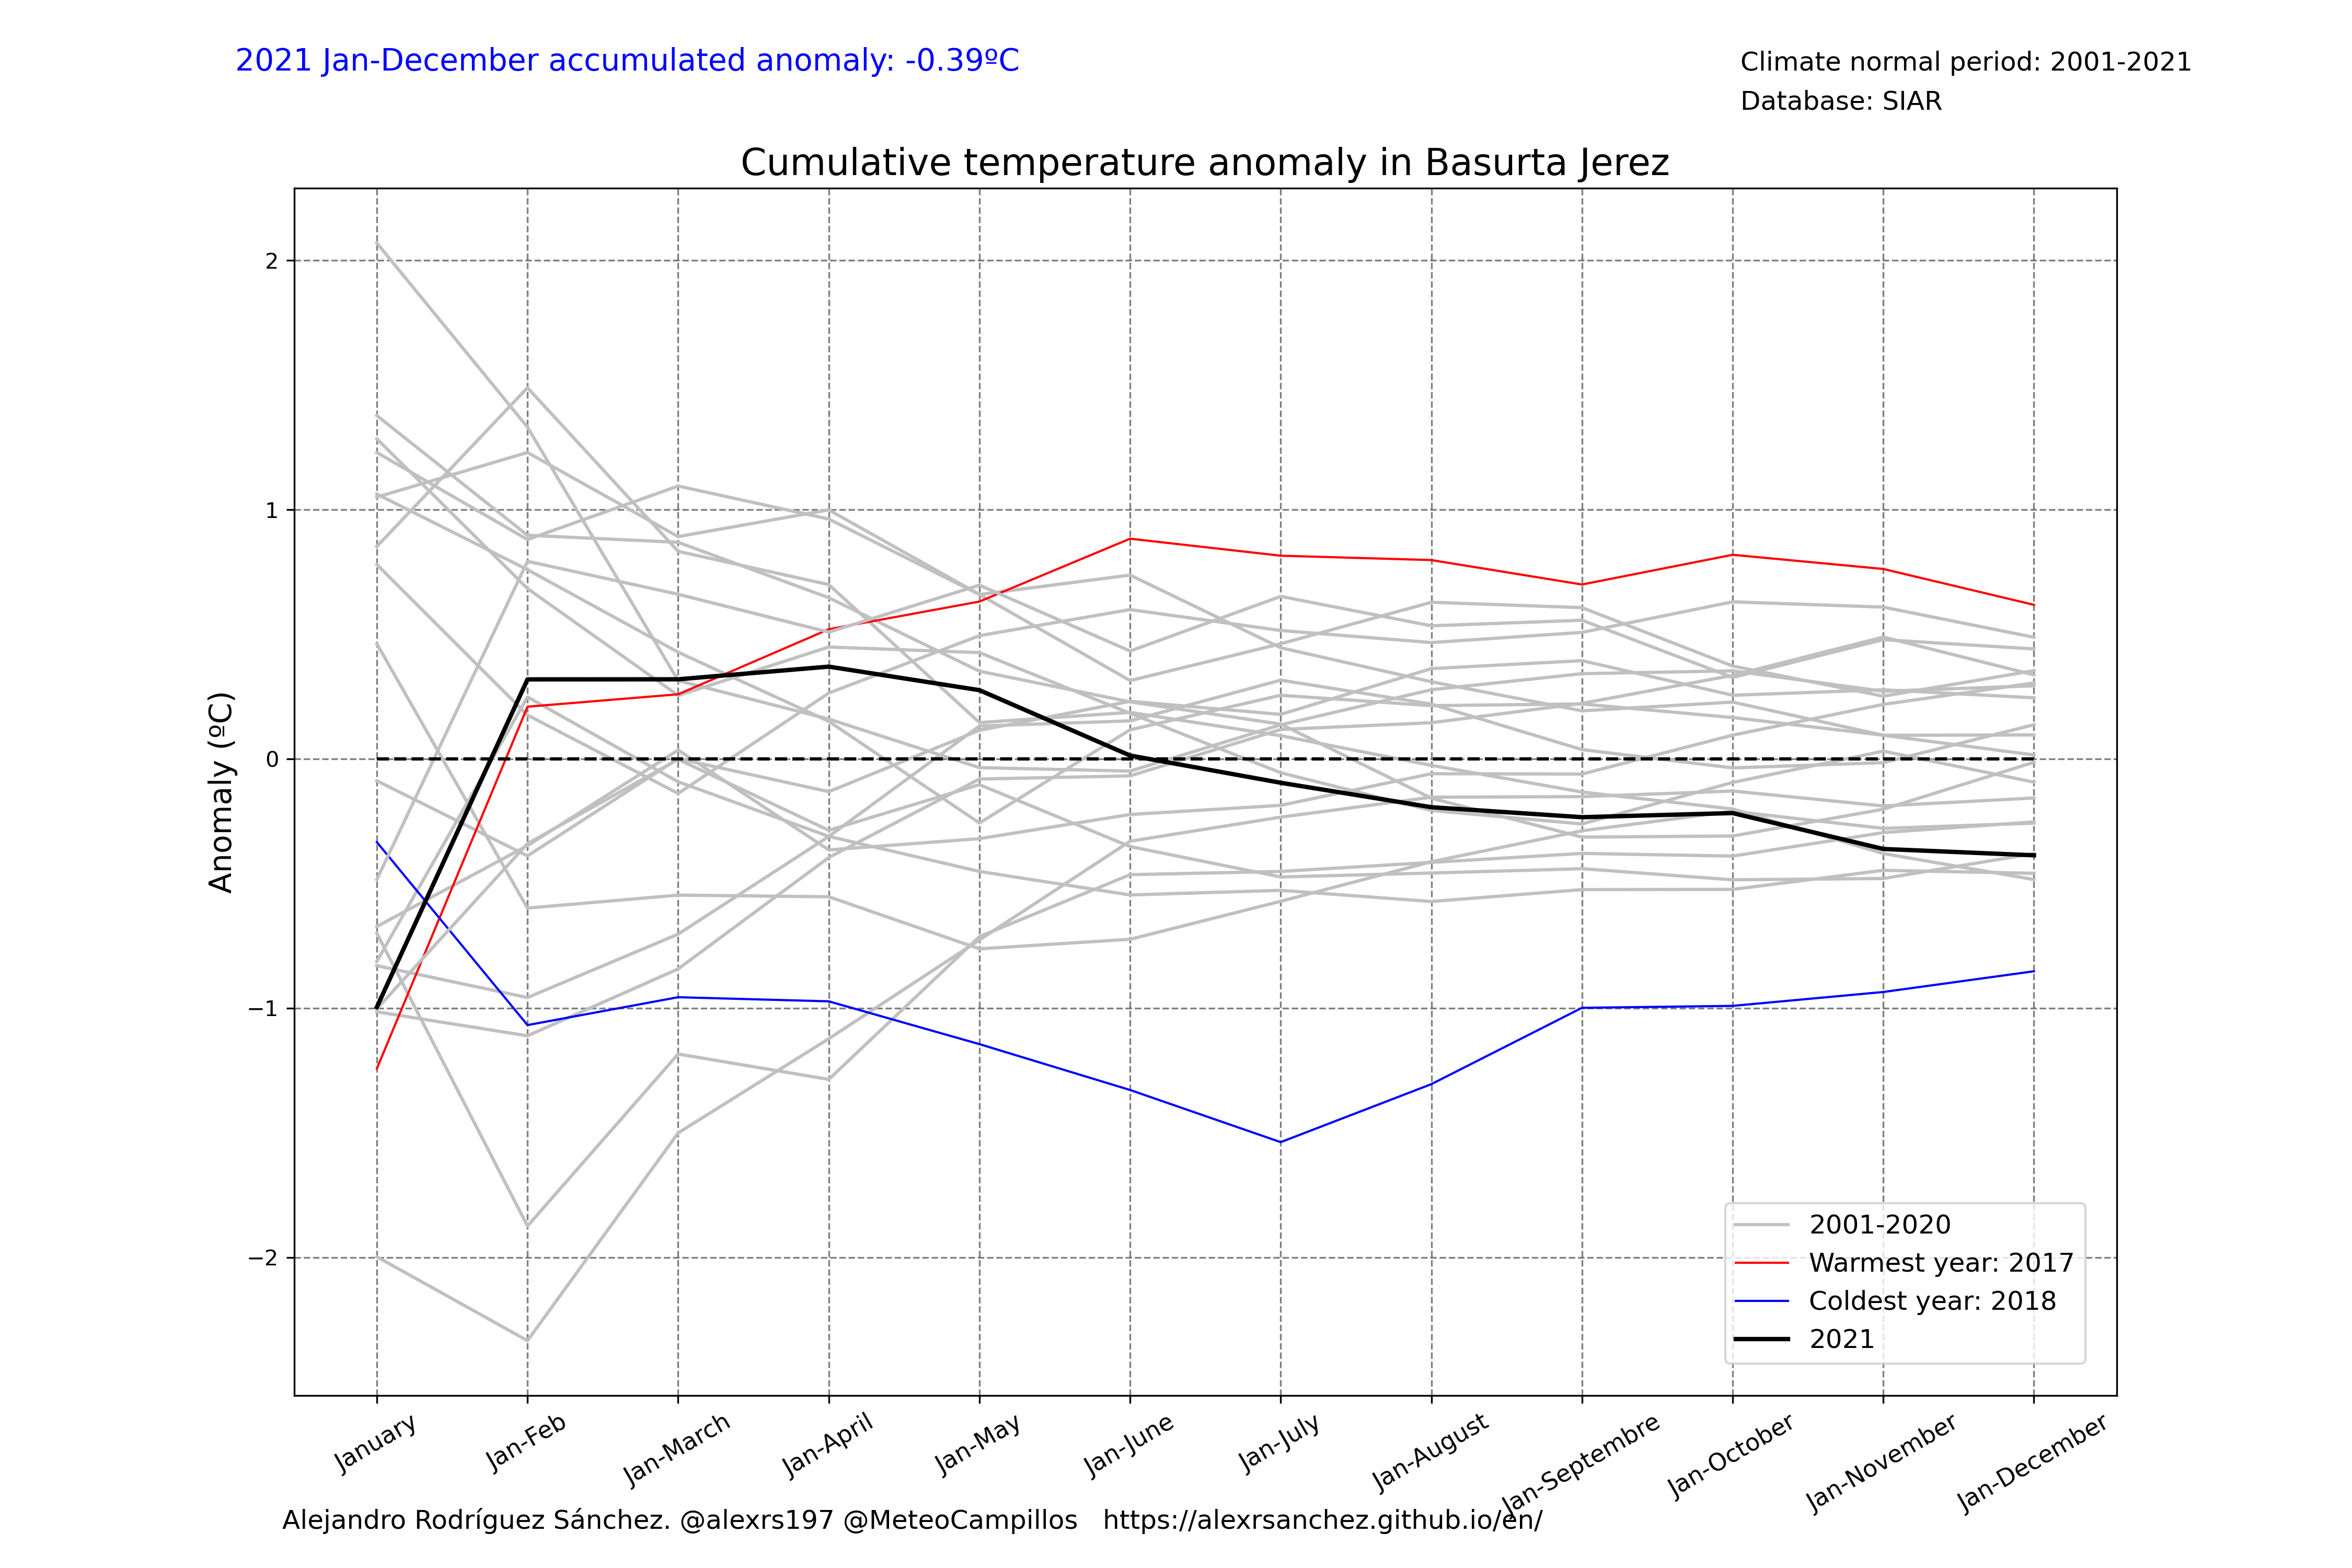 2021 Jan-December accumulated anomaly: -0.39ºC
Climate normal period: 2001-2021
Database: SIAR
Cumulative temperature anomaly in Basurta Jerez
Anomaly (ºC)
2
1
0
−1
−2
2001-2020
Warmest year: 2017
Coldest year: 2018
2021
January
Jan-Feb
Jan-March
Jan-April
Jan-May
Jan-June
Jan-July
Jan-August
Jan-Septembre
Jan-October
Jan-November
Jan-December
Alejandro Rodríguez Sánchez. @alexrs197 @MeteoCampillos https://alexrsanchez.github.io/en/